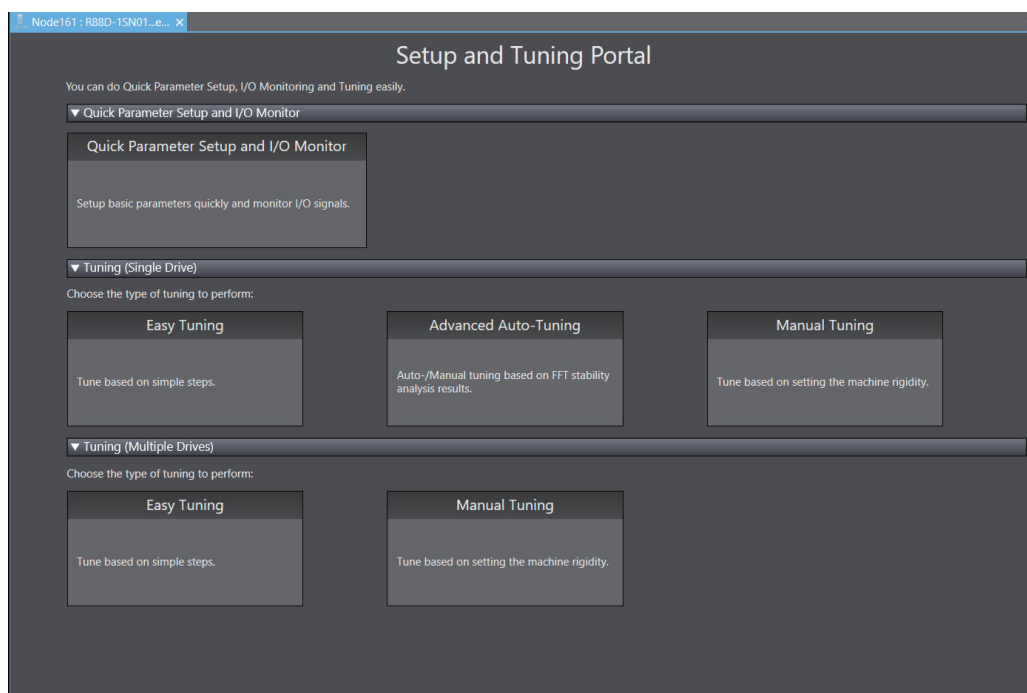 Node161 : R88D-1SN01...e...
Setup and Tuning Portal
You can do Quick Parameter Setup, I/O Monitoring and Tuning easily.
Quick Parameter Setup and I/O Monitor
Quick Parameter Setup and I/O Monitor
Setup basic parameters quickly and monitor I/O signals.
Tuning (Single Drive)
Choose the type of tuning to perform:
Easy Tuning
Tune based on simple steps.
Advanced Auto-Tuning
Auto-/Manual tuning based on FFT stability
analysis results.
Manual Tuning
Tune based on setting the machine rigidity.
Tuning (Multiple Drives)
Choose the type of tuning to perform:
Easy Tuning
Tune based on simple steps.
Manual Tuning
Tune based on setting the machine rigidity.